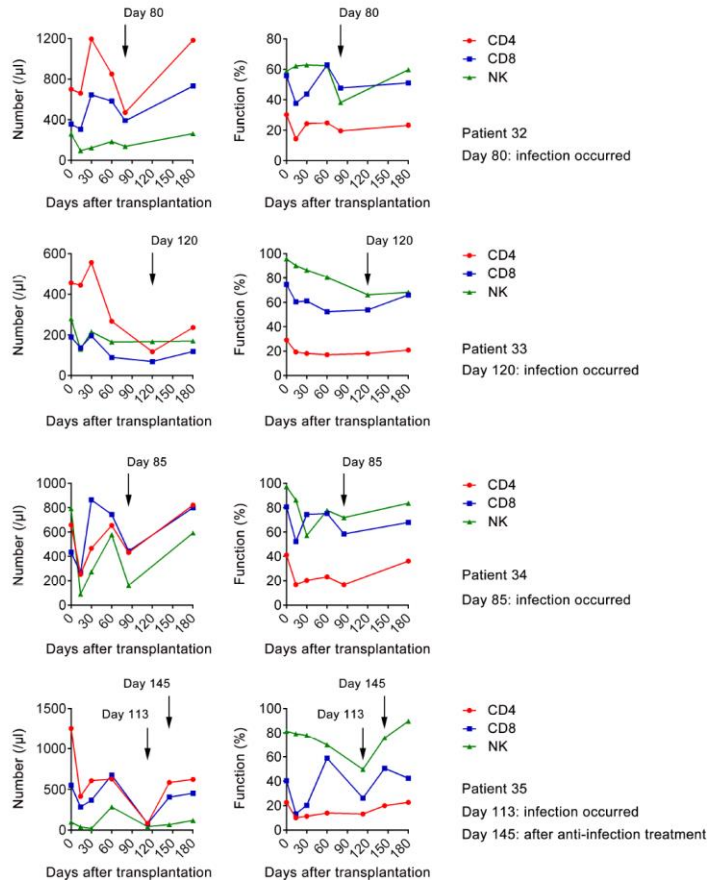 Day 80
Day 80
Number (/µl)
1200
800
400
0
0 30 60 90 120 150 180
Days after transplantation
Function (%)
80
60
40
20
0
0 30 60 90 120 150 180
Days after transplantation
CD4
CD8
NK
Patient 32
Day 80: infection occurred
Day 120
Day 120
Number (/µl)
600
400
200
0
0 30 60 90 120 150 180
Days after transplantation
Function (%)
100
80
60
40
20
0
0 30 60 90 120 150 180
Days after transplantation
CD4
CD8
NK
Patient 33
Day 120: infection occurred
Day 85
Day 85
Number (/µl)
1000
800
600
400
200
0
0 30 60 90 120 150 180
Days after transplantation
Function (%)
100
80
60
40
20
0
0 30 60 90 120 150 180
Days after transplantation
CD4
CD8
NK
Patient 34
Day 85: infection occurred
Day 145
Day 113
Day 145
Day 113
Number (/µl)
1500
1000
500
0
0 30 60 90 120 150 180
Days after transplantation
Function (%)
100
80
60
40
20
0
0 30 60 90 120 150 180
Days after transplantation
CD4
CD8
NK
Patient 35
Day 113: infection occurred
Day 145: after anti-infection treatment